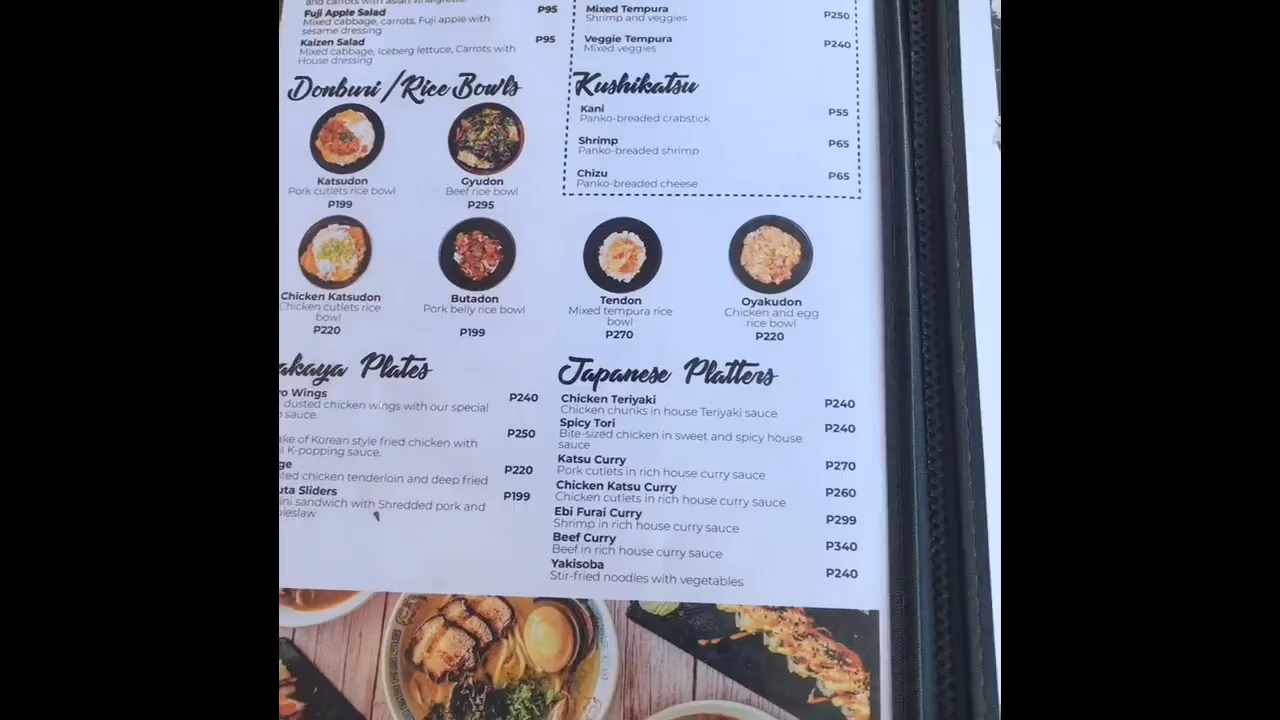 and carrots with asian vinaigrette.
Fuji Apple Salad P95
Mixed cabbage, carrots, Fuji apple with
sesame dressing
Kaizen Salad P95
Mixed cabbage, Iceberg lettuce, Carrots with
House dressing
Mixed Tempura P250
Shrimp and veggies
Veggie Tempura P240
Mixed veggies
Donburi / Rice Bowls
Katsudon
Pork cutlets rice bowl
P199
Gyudon
Beef rice bowl
P295
Kushikatsu
Kani P55
Panko-breaded crabstick
Shrimp P65
Panko-breaded shrimp
Chizu P65
Panko-breaded cheese
Chicken Katsudon
Chicken cutlets rice
bowl
P220
Butadon
Pork belly rice bowl
P199
Tendon
Mixed tempura rice
bowl
P270
Oyakudon
Chicken and egg
rice bowl
P220
akaya Plates
o Wings P240
dusted chicken wings with our special
sauce.
P250
ake of Korean style fried chicken with
K-popping sauce.
ge P220
ted chicken tenderloin and deep fried
uta Sliders P199
ini sandwich with Shredded pork and
leslaw
Japanese Platters
Chicken Teriyaki P240
Chicken chunks in house Teriyaki sauce
Spicy Tori P240
Bite-sized chicken in sweet and spicy house
sauce
Katsu Curry P270
Pork cutlets in rich house curry sauce
Chicken Katsu Curry P260
Chicken cutlets in rich house curry sauce
Ebi Furai Curry P299
Shrimp in rich house curry sauce
Beef Curry P340
Beef in rich house curry sauce
Yakisoba P240
Stir-fried noodles with vegetables